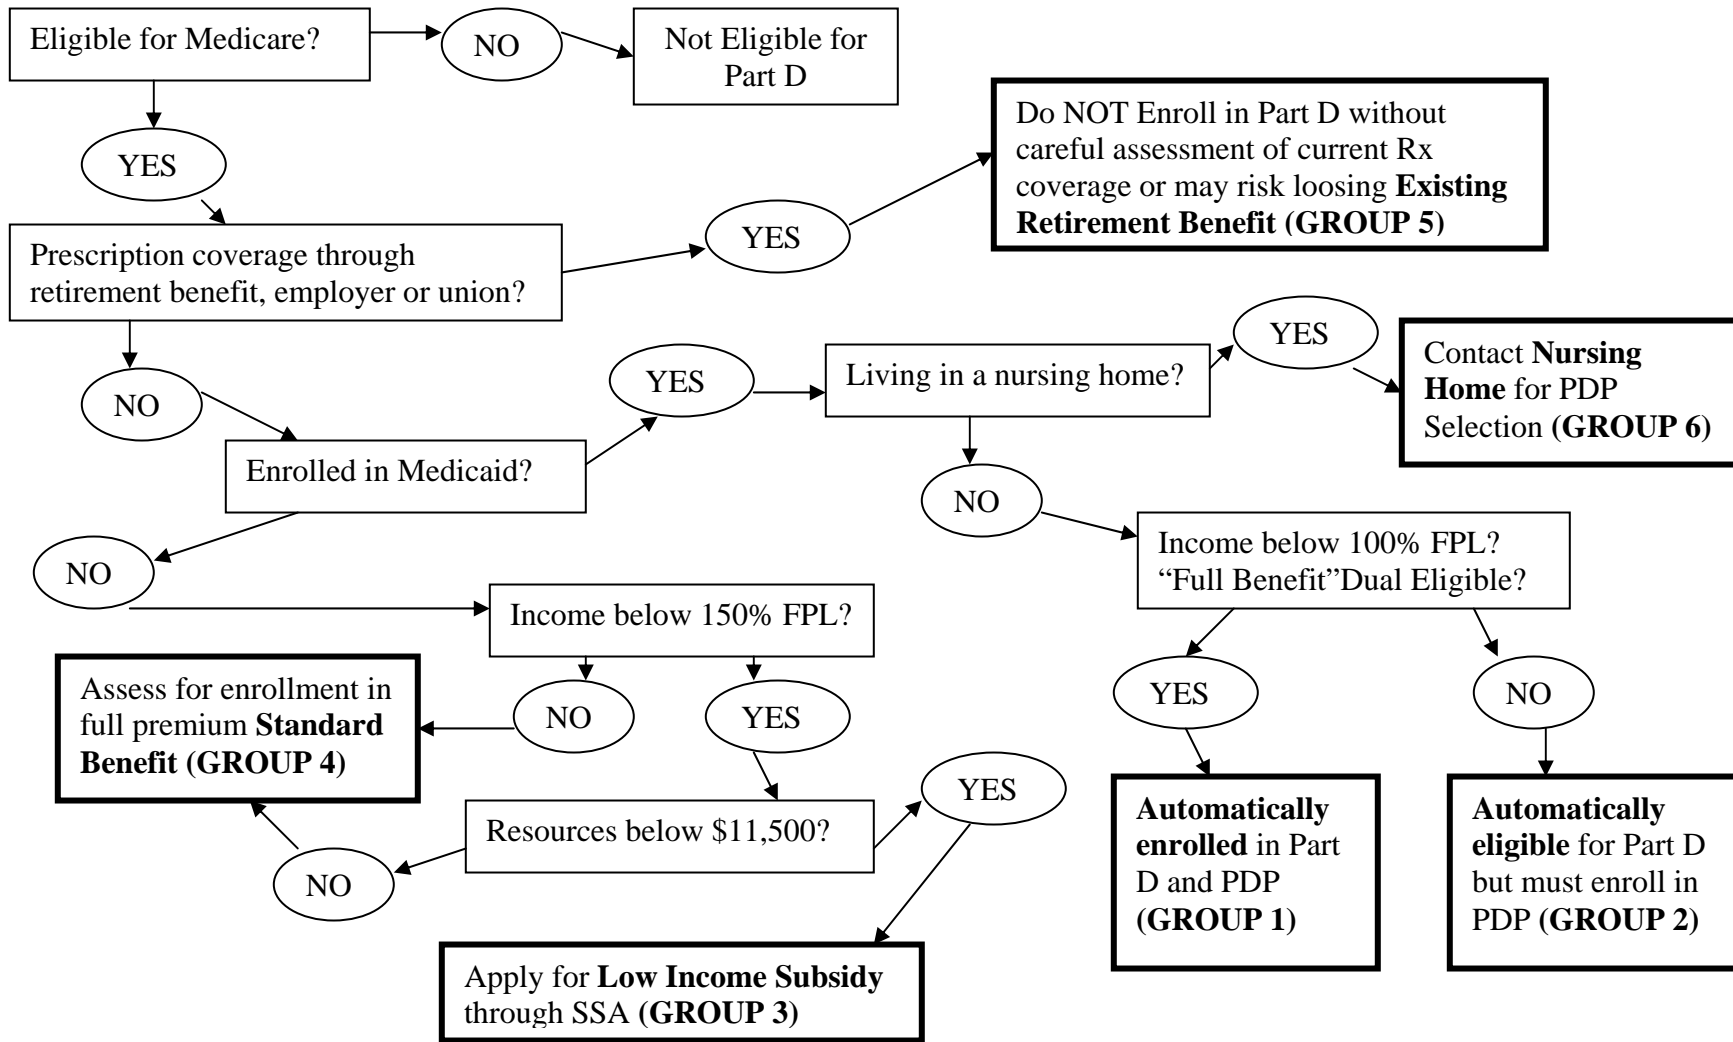 Eligible for Medicare?
NO
Not Eligible for
Part D
YES
Do NOT Enroll in Part D without
careful assessment of current Rx
coverage or may risk loosing Existing
Retirement Benefit (GROUP 5)
YES
Prescription coverage through
retirement benefit, employer or union?
NO
YES
Living in a nursing home?
YES
Contact Nursing
Home for PDP
Selection (GROUP 6)
Enrolled in Medicaid?
NO
NO
Income below 100% FPL?
“Full Benefit”Dual Eligible?
Income below 150% FPL?
Assess for enrollment in
full premium Standard
Benefit (GROUP 4)
NO
YES
YES
NO
Resources below $11,500?
YES
NO
Automatically
enrolled in Part
D and PDP
(GROUP 1)
Automatically
eligible for Part D
but must enroll in
PDP (GROUP 2)
Apply for Low Income Subsidy
through SSA (GROUP 3)